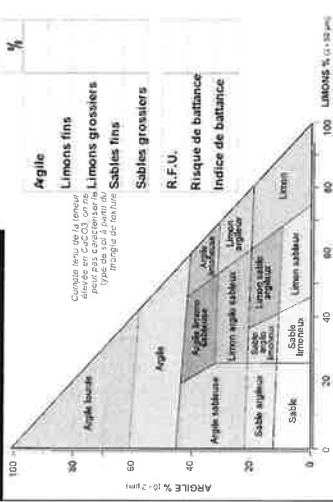 %
Argile
Limons fins
Limons grossiers
Sables fins
Sables grossiers
R.F.U.
Risque de battance
Indice de battance
Compte tenu de la teneur
élevée en CaCO3, on ne
peut pas caractériser le
type de sol à partir du
triangle de texture
100
80
60
40
20
0
ARGILE % (0 - 2 µm)
Argile lourde
Argile
Argile limono
sableuse
Argile
limoneuse
Argile sableuse
Limon argilo sableux
Limon
argileux
Sable argileux
Sable
argilo
limoneux
Limon sablo
argileux
Sable
Sable
limoneux
Limon sableux
Limon
0
20
40
60
80
100
LIMONS % (2 - 50 µm)